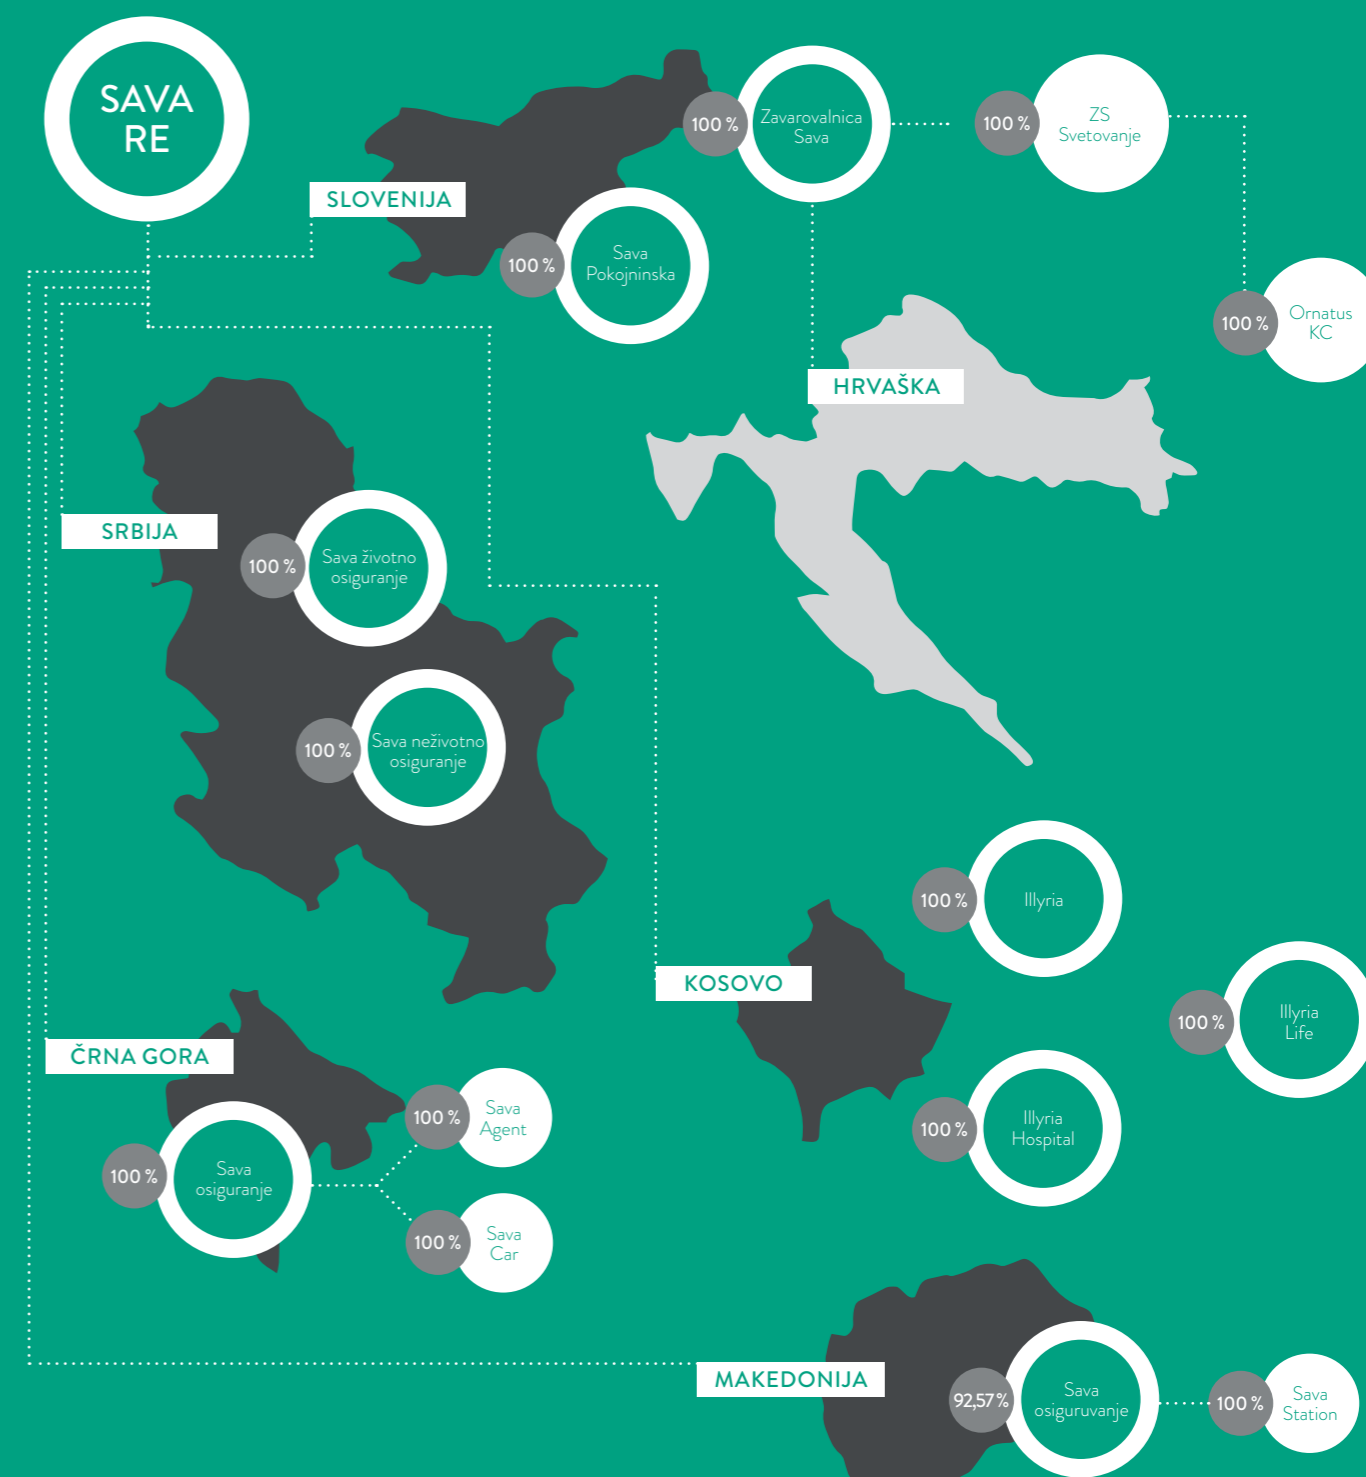 SAVA
RE
SLOVENIJA
100 %
Zavarovalnica
Sava
100 %
ZS
Svetovanje
100 %
Sava
Pokojninska
100 %
Ornatus
KC
HRVAŠKA
SRBIJA
100 %
Sava životno
osiguranje
100 %
Sava neživotno
osiguranje
KOSOVO
100 %
Illyria
100 %
Illyria
Life
100 %
Illyria
Hospital
ČRNA GORA
100 %
Sava
osiguranje
100 %
Sava
Agent
100 %
Sava
Car
MAKEDONIJA
92,57 %
Sava
osiguruvanje
100 %
Sava
Station